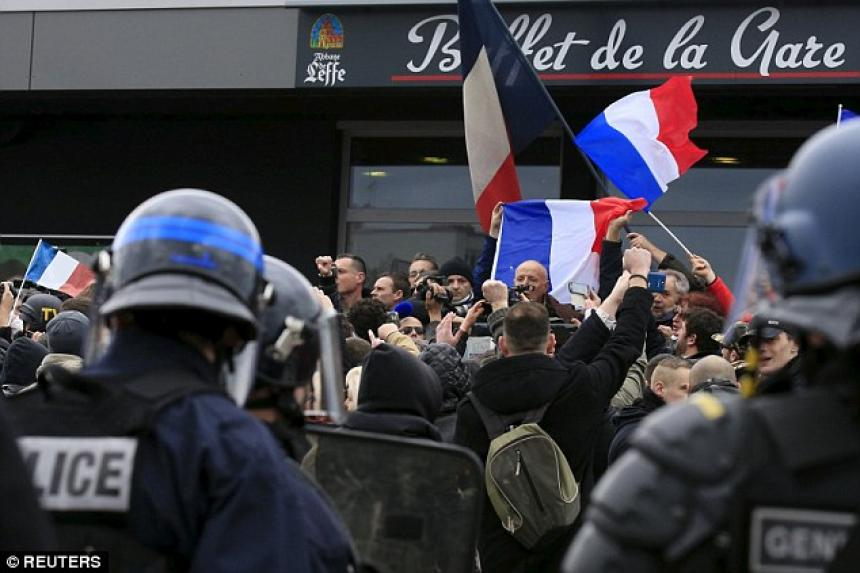 Abbaye de Leffe
Buffet de la Gare
LICE
GEN
© REUTERS